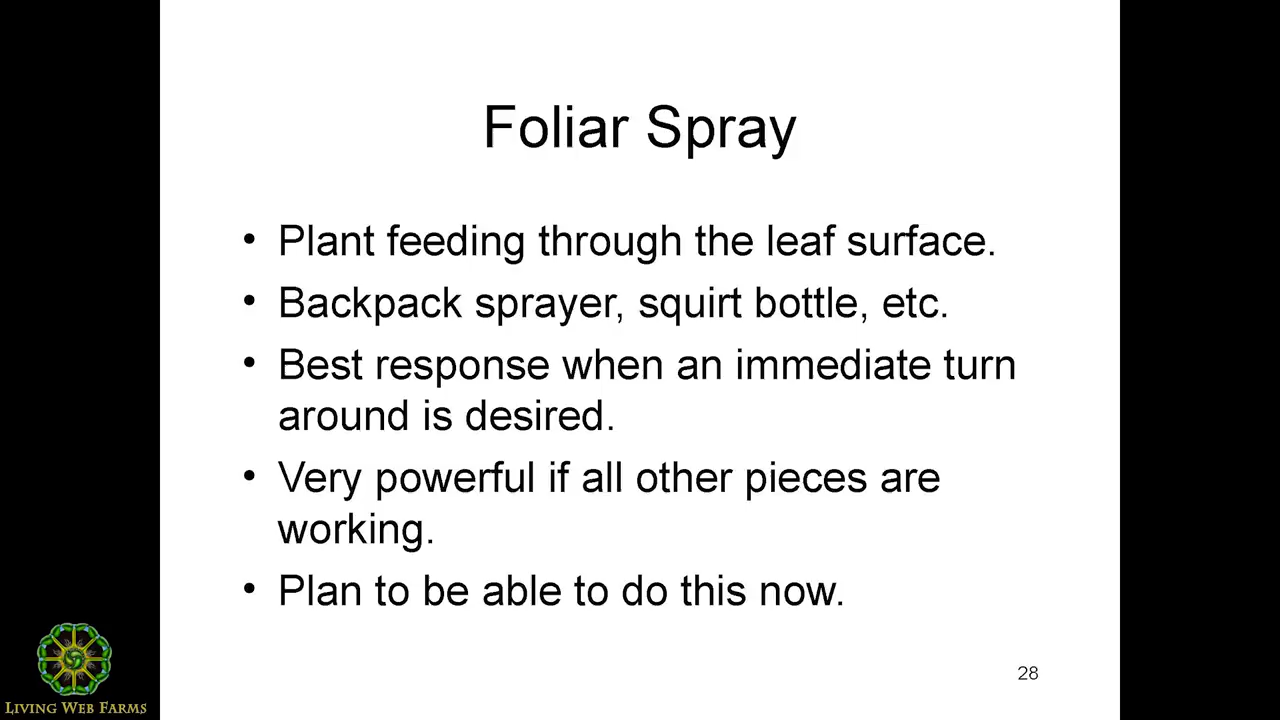 Foliar Spray
• Plant feeding through the leaf surface.
• Backpack sprayer, squirt bottle, etc.
• Best response when an immediate turn
around is desired.
• Very powerful if all other pieces are
working.
• Plan to be able to do this now.
28
LIVING WEB FARMS